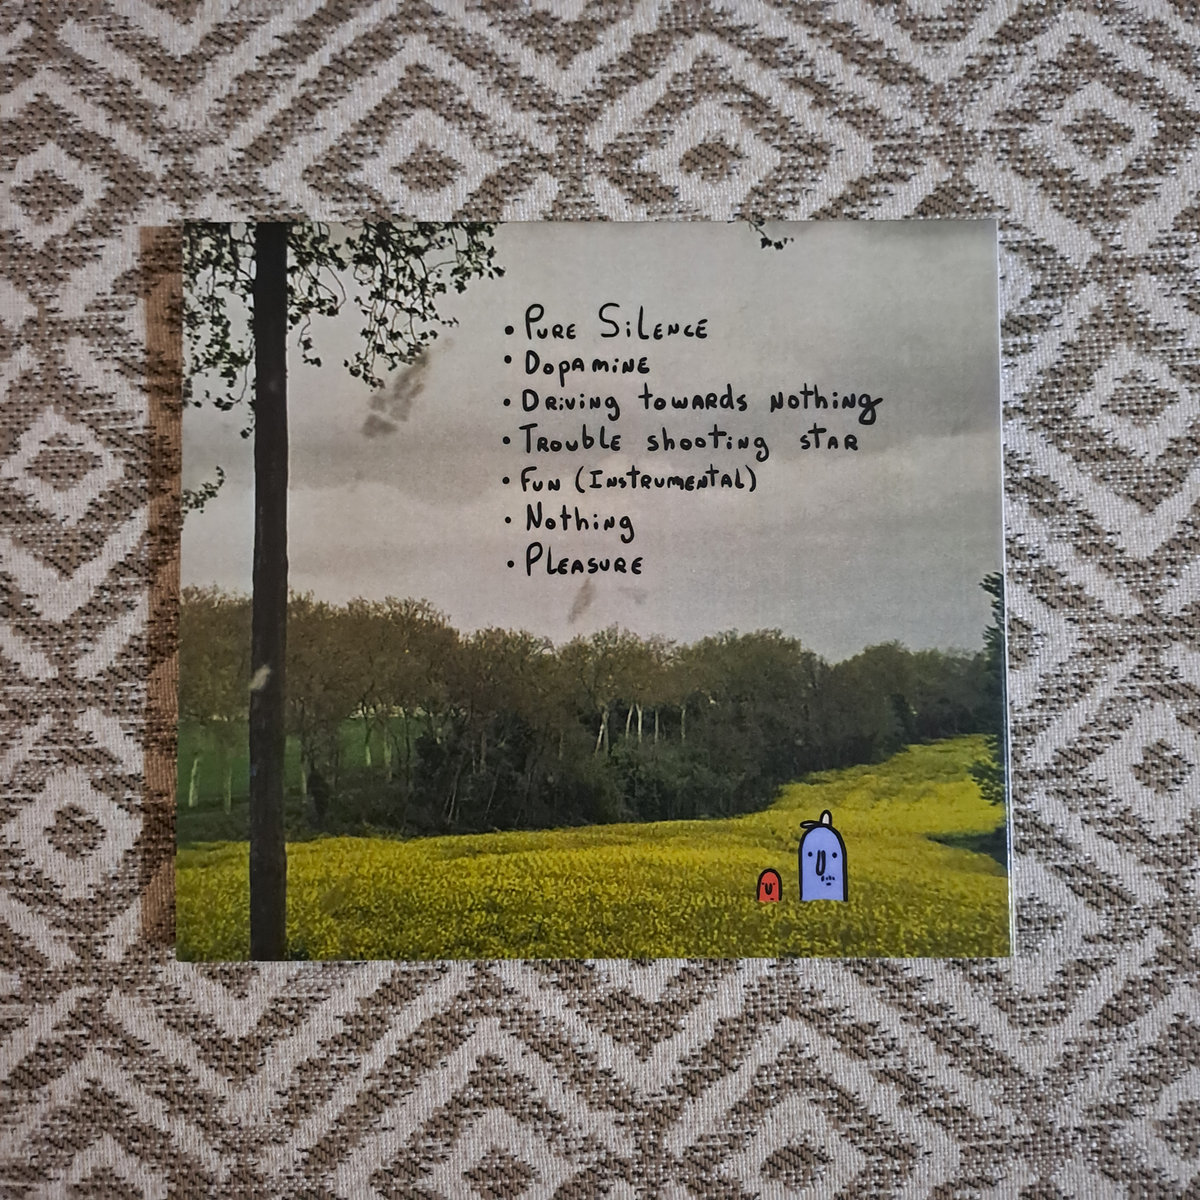 • Pure Silence
• Dopamine
• Driving towards nothing
• Trouble shooting star
• Fun (Instrumental)
• Nothing
• Pleasure